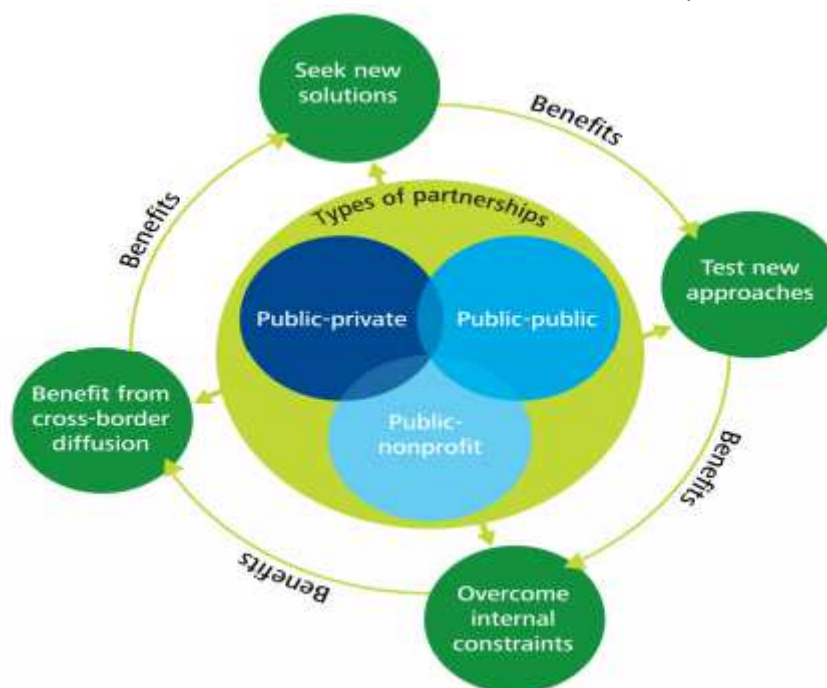 Seek new
solutions
Benefits
Types of partnerships
Benefits
Public-private
Public-public
Test new
approaches
Benefit from
cross-border
diffusion
Public-
nonprofit
Benefits
Benefits
Overcome
internal
constraints